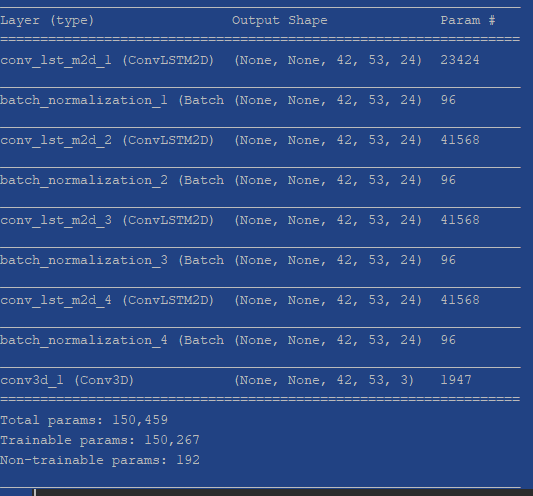 Layer (type) Output Shape Param #
=================================================================
conv_lst_m2d_1 (ConvLSTM2D) (None, None, 42, 53, 24) 23424
batch_normalization_1 (Batch (None, None, 42, 53, 24) 96
conv_lst_m2d_2 (ConvLSTM2D) (None, None, 42, 53, 24) 41568
batch_normalization_2 (Batch (None, None, 42, 53, 24) 96
conv_lst_m2d_3 (ConvLSTM2D) (None, None, 42, 53, 24) 41568
batch_normalization_3 (Batch (None, None, 42, 53, 24) 96
conv_lst_m2d_4 (ConvLSTM2D) (None, None, 42, 53, 24) 41568
batch_normalization_4 (Batch (None, None, 42, 53, 24) 96
conv3d_1 (Conv3D) (None, None, 42, 53, 3) 1947
=================================================================
Total params: 150,459
Trainable params: 150,267
Non-trainable params: 192